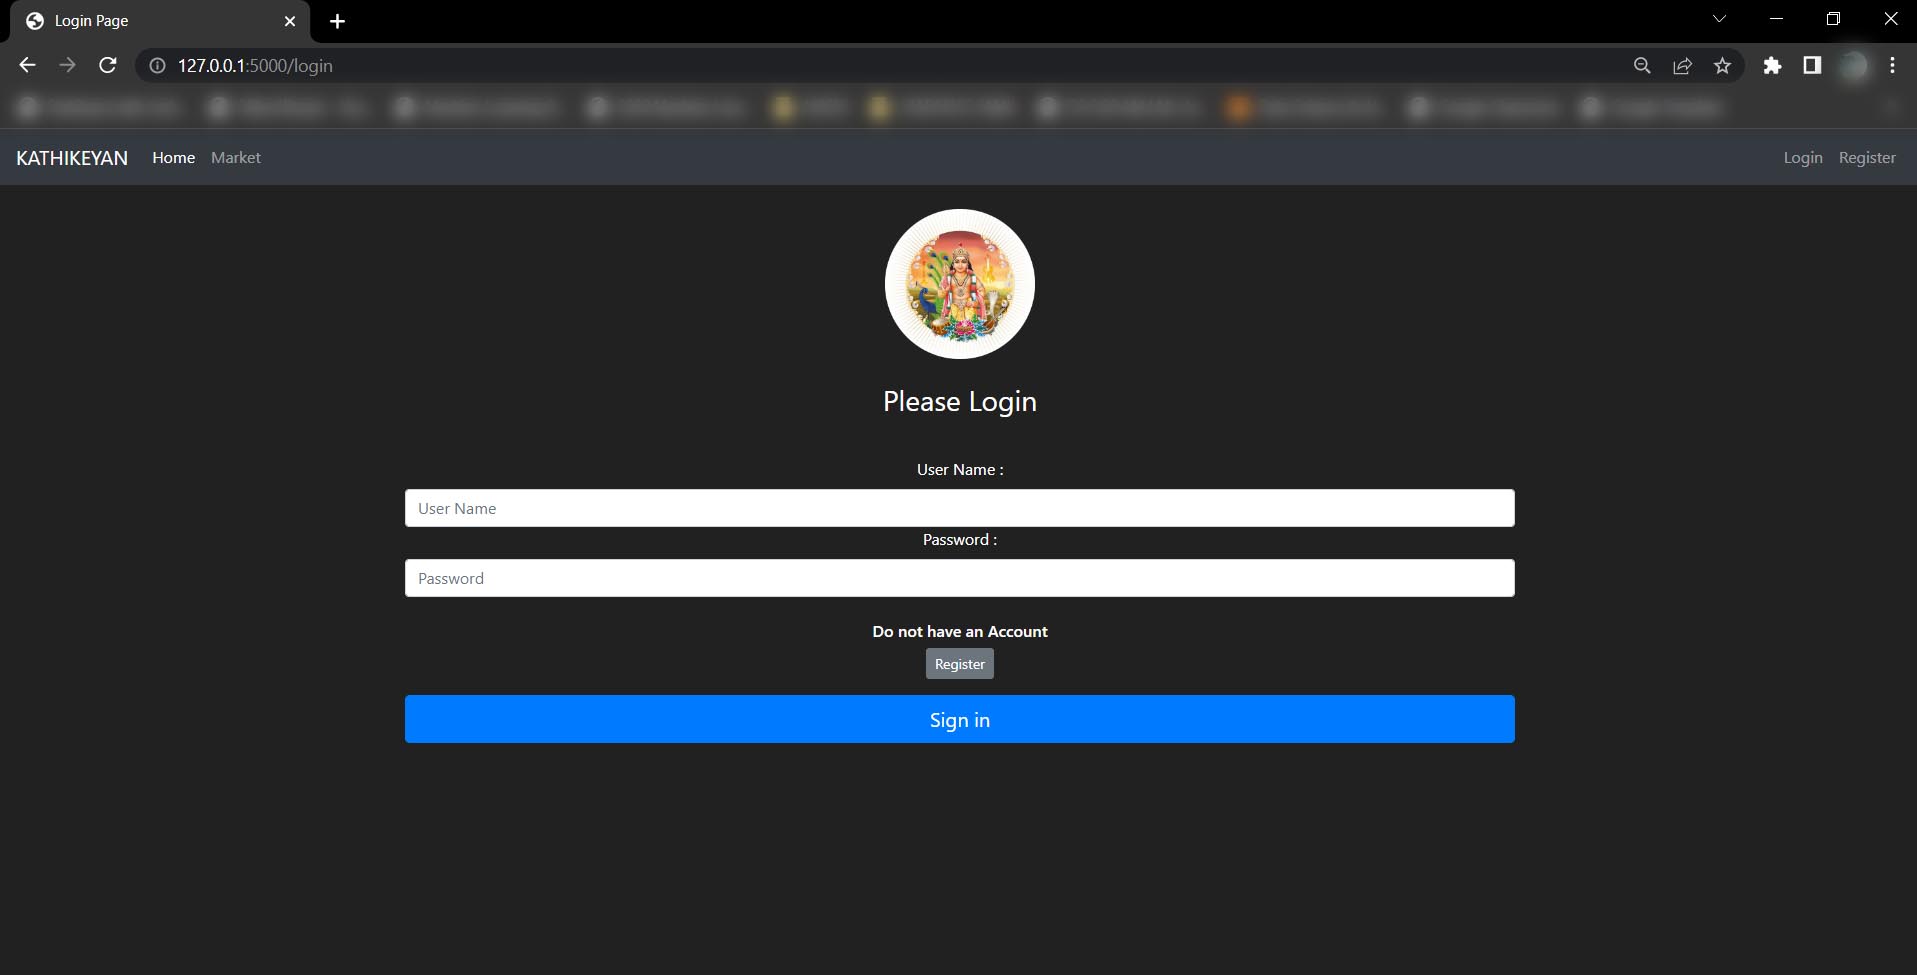 Login Page
127.0.0.1:5000/login
KATHIKEYAN Home Market Login Register
Please Login
User Name :
User Name
Password :
Password
Do not have an Account
Register
Sign in